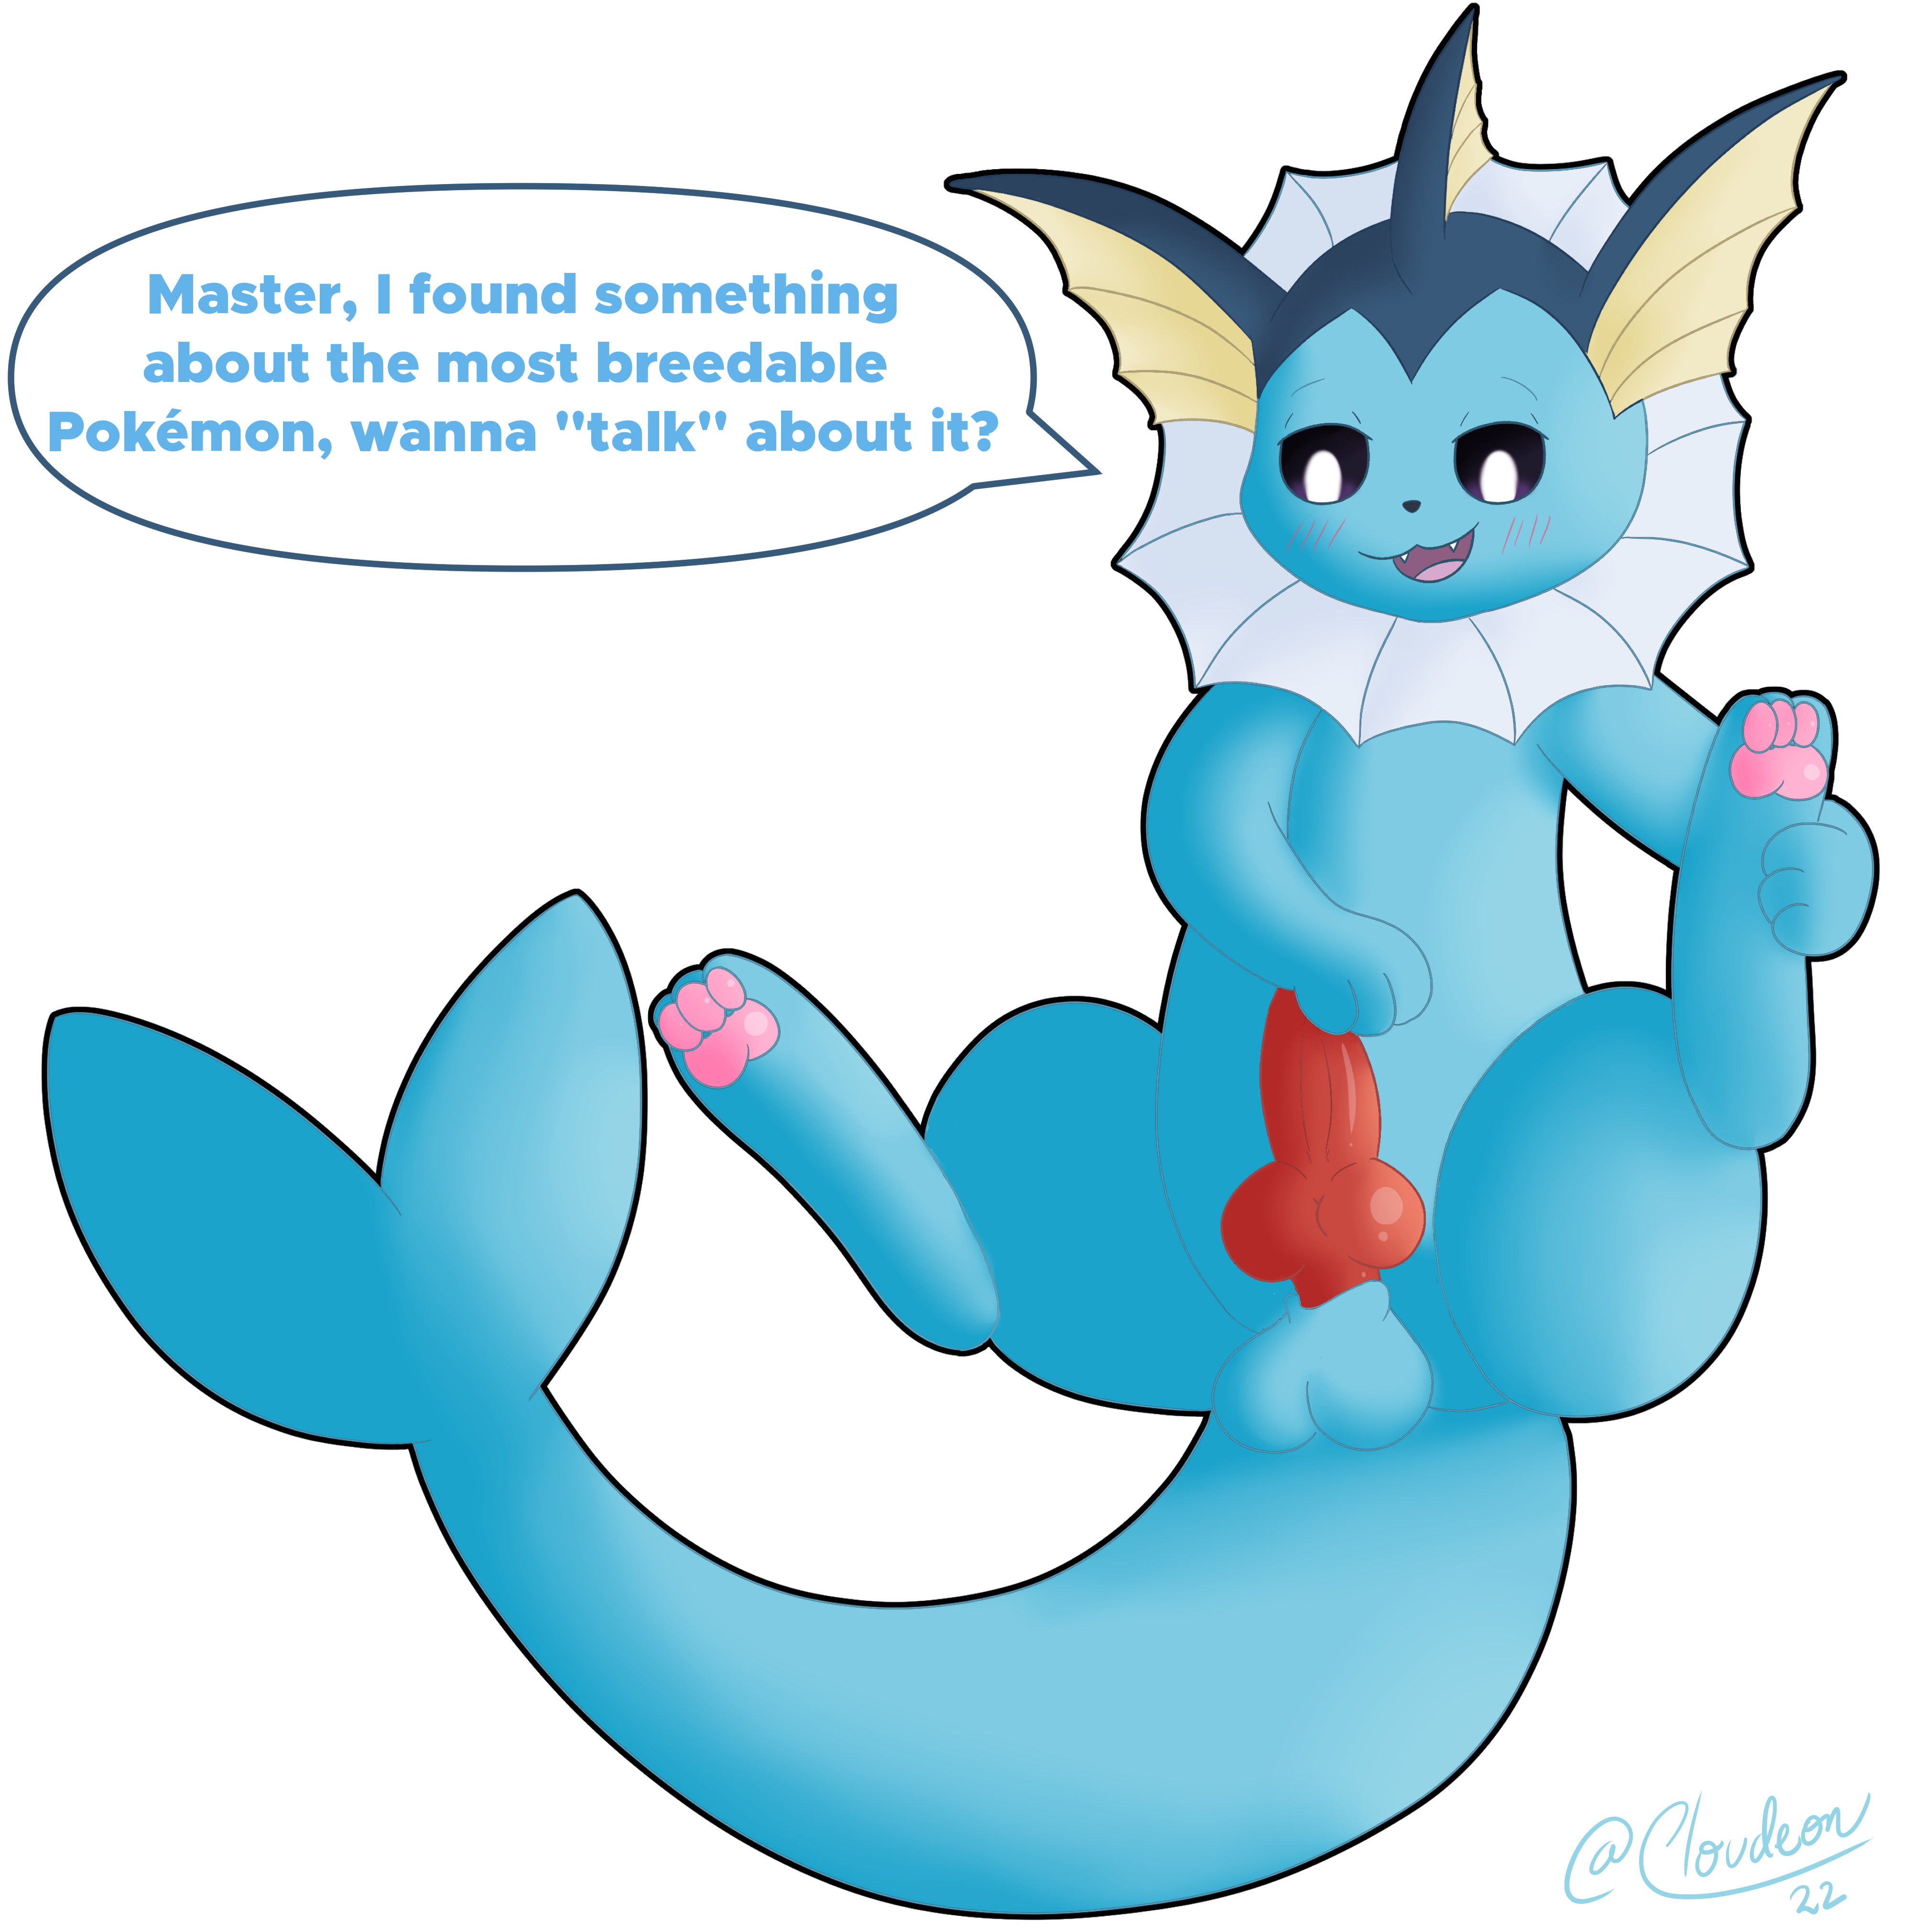 Master, I found something
about the most breedable
Pokémon, wanna "talk" about it?
@Cloudeon
22